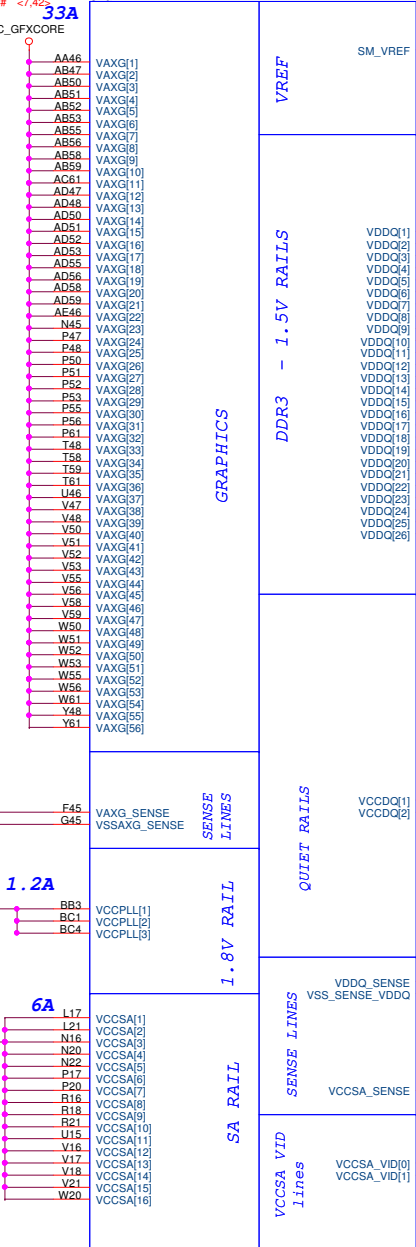 # <7,42>
33A
C_GFXCORE
AA46 VAXG[1]
AB47 VAXG[2]
AB50 VAXG[3]
AB51 VAXG[4]
AB52 VAXG[5]
AB53 VAXG[6]
AB55 VAXG[7]
AB56 VAXG[8]
AB58 VAXG[9]
AB59 VAXG[10]
AC61 VAXG[11]
AD47 VAXG[12]
AD48 VAXG[13]
AD50 VAXG[14]
AD51 VAXG[15]
AD52 VAXG[16]
AD53 VAXG[17]
AD55 VAXG[18]
AD56 VAXG[19]
AD58 VAXG[20]
AD59 VAXG[21]
AE46 VAXG[22]
N45 VAXG[23]
P47 VAXG[24]
P48 VAXG[25]
P50 VAXG[26]
P51 VAXG[27]
P52 VAXG[28]
P53 VAXG[29]
P55 VAXG[30]
P56 VAXG[31]
P61 VAXG[32]
T48 VAXG[33]
T58 VAXG[34]
T59 VAXG[35]
T61 VAXG[36]
U46 VAXG[37]
V47 VAXG[38]
V48 VAXG[39]
V50 VAXG[40]
V51 VAXG[41]
V52 VAXG[42]
V53 VAXG[43]
V55 VAXG[44]
V56 VAXG[45]
V58 VAXG[46]
V59 VAXG[47]
W50 VAXG[48]
W51 VAXG[49]
W52 VAXG[50]
W53 VAXG[51]
W55 VAXG[52]
W56 VAXG[53]
W61 VAXG[54]
Y48 VAXG[55]
Y61 VAXG[56]
GRAPHICS
F45 VAXG_SENSE
G45 VSSAXG_SENSE
SENSE
LINES
1.2A
BB3 VCCPLL[1]
BC1 VCCPLL[2]
BC4 VCCPLL[3]
1.8V RAIL
6A
L17 VCCSA[1]
L21 VCCSA[2]
N16 VCCSA[3]
N20 VCCSA[4]
N22 VCCSA[5]
P17 VCCSA[6]
P20 VCCSA[7]
R16 VCCSA[8]
R18 VCCSA[9]
R21 VCCSA[10]
U15 VCCSA[11]
V16 VCCSA[12]
V17 VCCSA[13]
V18 VCCSA[14]
V21 VCCSA[15]
W20 VCCSA[16]
SA RAIL
VREF
SM_VREF
DDR3 - 1.5V RAILS
VDDQ[1]
VDDQ[2]
VDDQ[3]
VDDQ[4]
VDDQ[5]
VDDQ[6]
VDDQ[7]
VDDQ[8]
VDDQ[9]
VDDQ[10]
VDDQ[11]
VDDQ[12]
VDDQ[13]
VDDQ[14]
VDDQ[15]
VDDQ[16]
VDDQ[17]
VDDQ[18]
VDDQ[19]
VDDQ[20]
VDDQ[21]
VDDQ[22]
VDDQ[23]
VDDQ[24]
VDDQ[25]
VDDQ[26]
QUIET RAILS
VCCDQ[1]
VCCDQ[2]
SENSE LINES
VDDQ_SENSE
VSS_SENSE_VDDQ
VCCSA_SENSE
VCCSA VID
lines
VCCSA_VID[0]
VCCSA_VID[1]